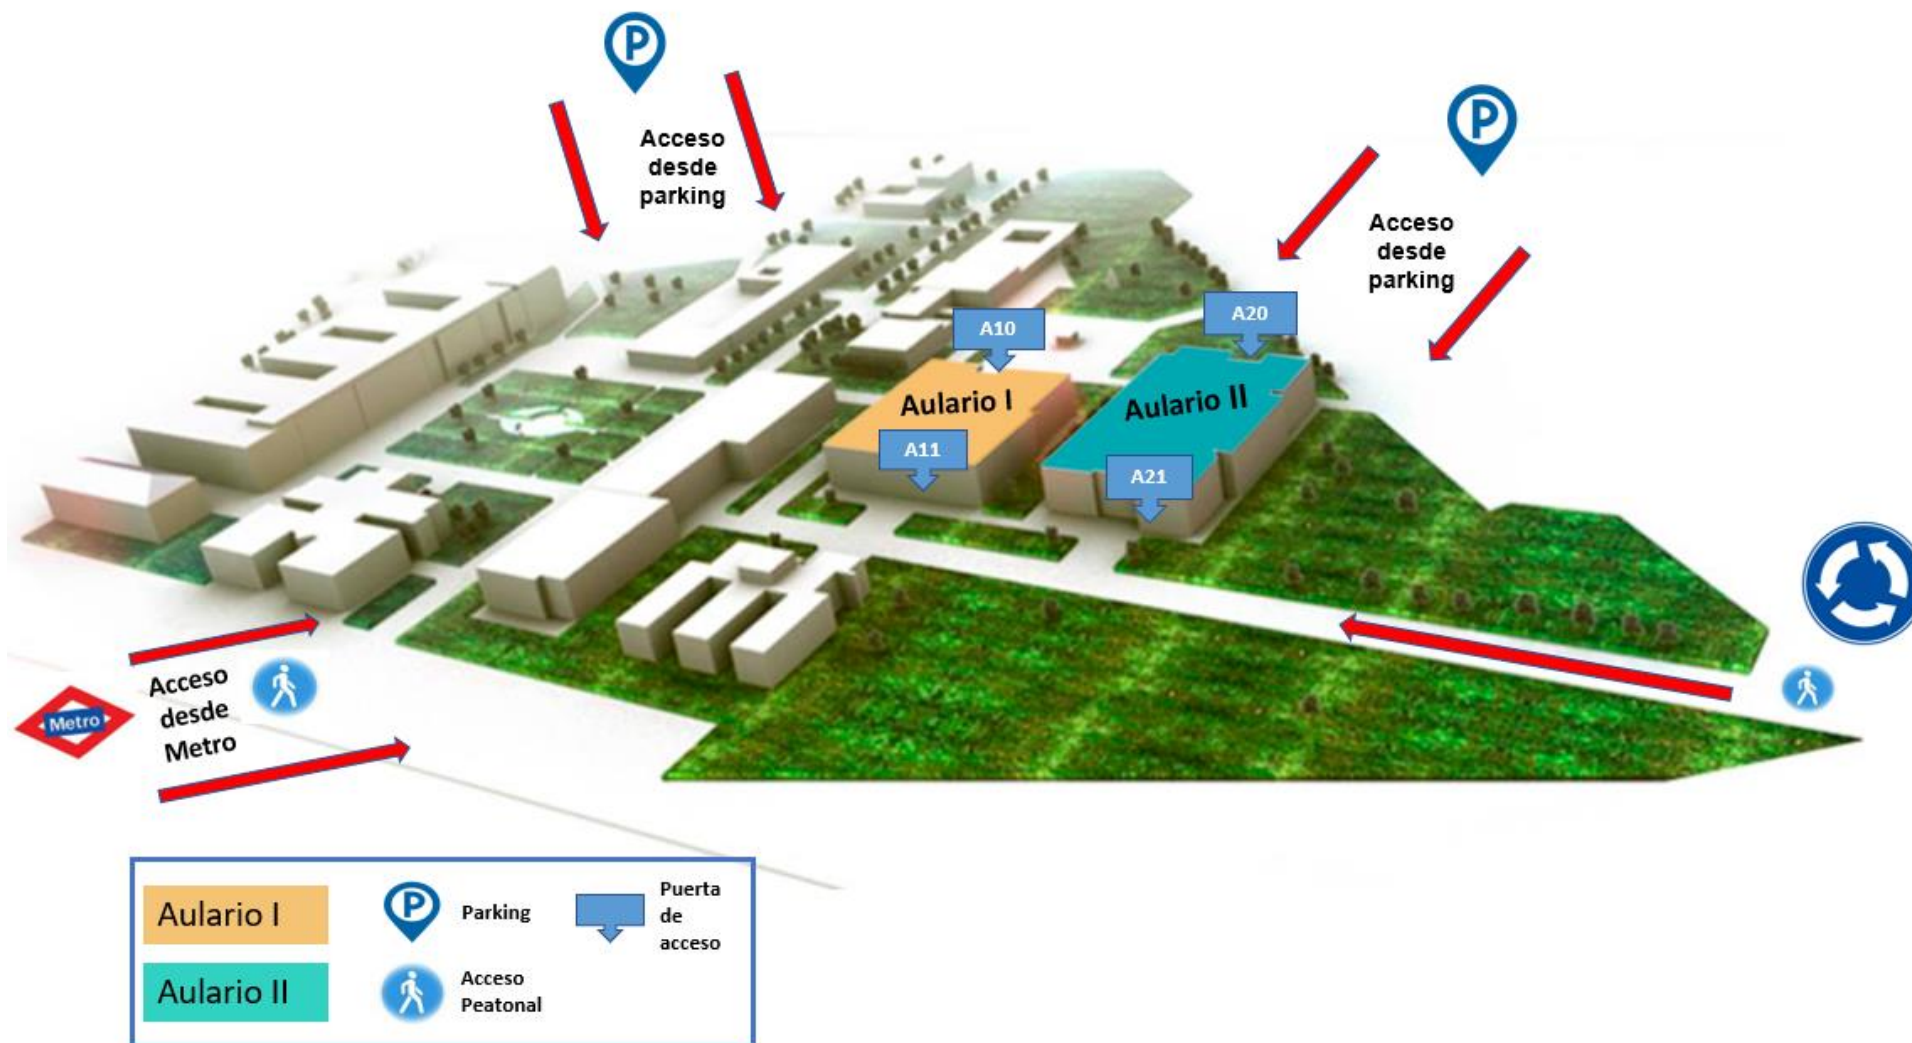 P
Acceso
desde
parking
P
Acceso
desde
parking
A10
A20
Aulario I
Aulario II
A11
A21
Acceso
desde
Metro
Metro
Aulario I
P
Parking
Puerta
de
acceso
Aulario II
Acceso
Peatonal